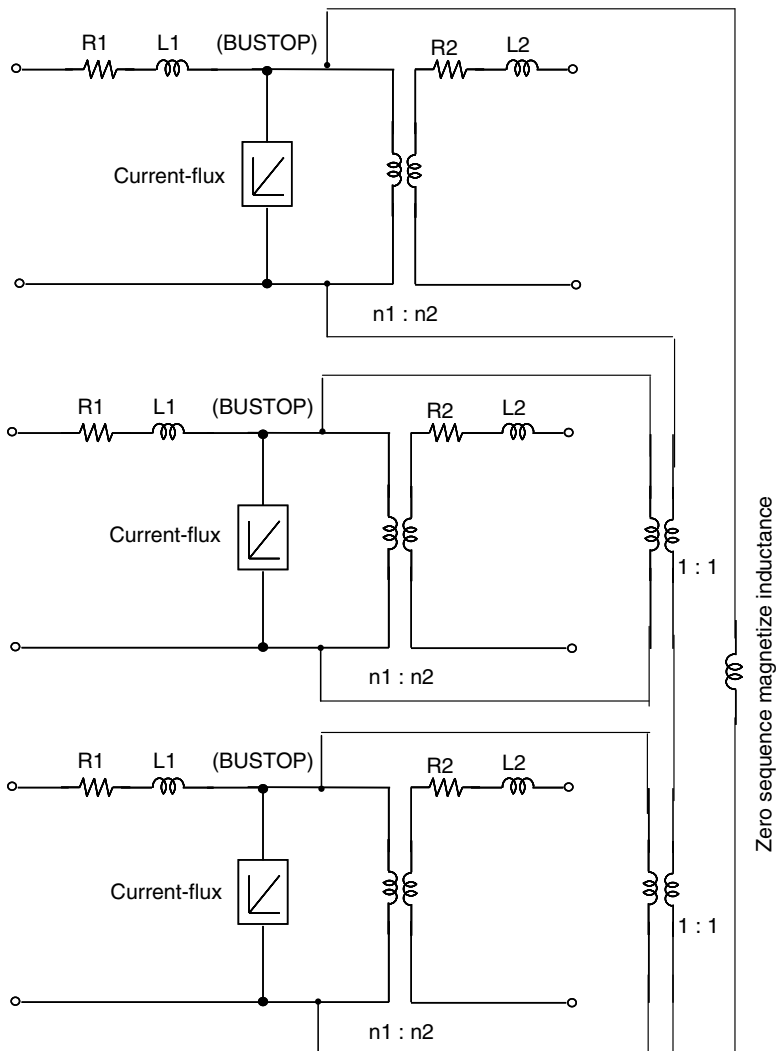 R1 L1 (BUSTOP) R2 L2
Current-flux
n1 : n2
R1 L1 (BUSTOP) R2 L2
Current-flux
1 : 1
n1 : n2
R1 L1 (BUSTOP) R2 L2
Current-flux
1 : 1
n1 : n2
Zero sequence magnetize inductance